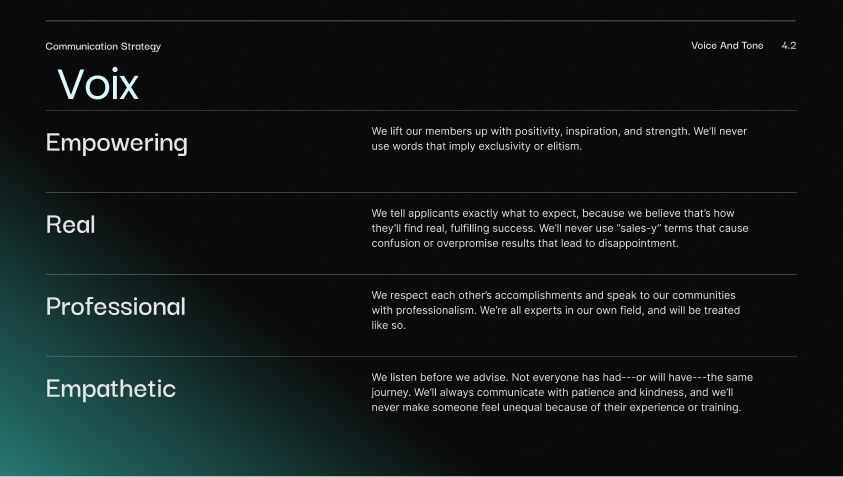 Communication Strategy
Voice And Tone 4.2
Voix
Empowering
We lift our members up with positivity, inspiration, and strength. We’ll never
use words that imply exclusivity or elitism.
Real
We tell applicants exactly what to expect, because we believe that’s how
they’ll find real, fulfilling success. We’ll never use “sales-y” terms that cause
confusion or overpromise results that lead to disappointment.
Professional
We respect each other’s accomplishments and speak to our communities
with professionalism. We’re all experts in our own field, and will be treated
like so.
Empathetic
We listen before we advise. Not everyone has had---or will have---the same
journey. We’ll always communicate with patience and kindness, and we’ll
never make someone feel unequal because of their experience or training.